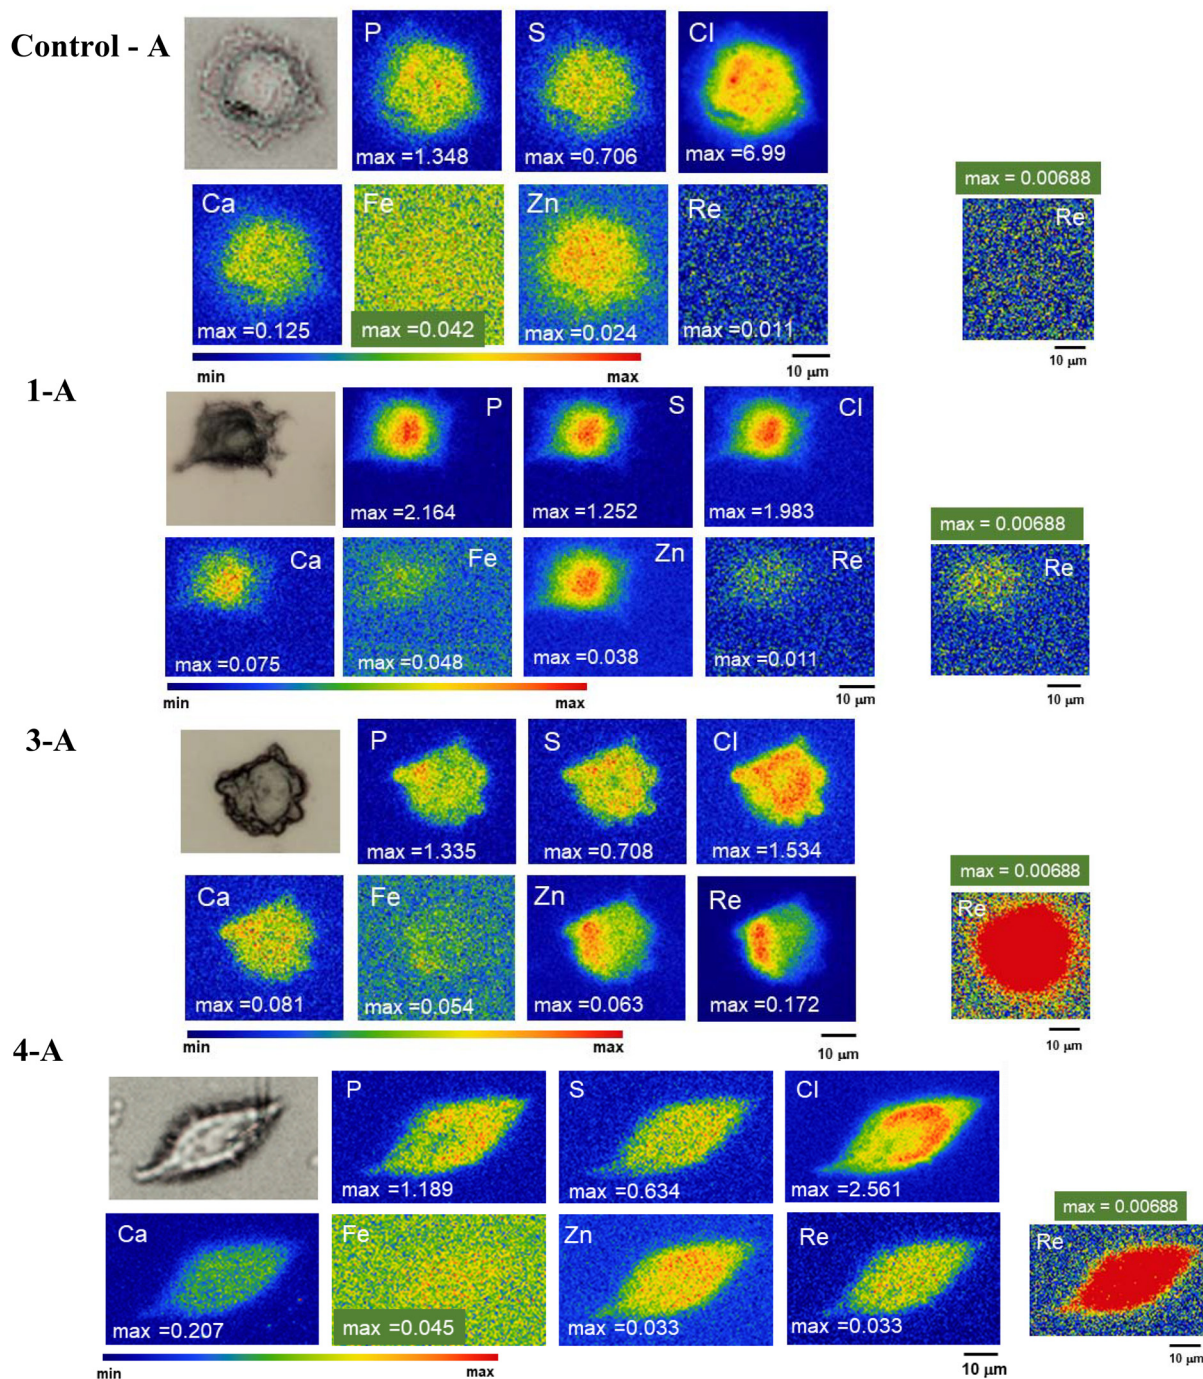 Control - A
P
S
Cl
max =1.348
max =0.706
max =6.99
Ca
Fe
Zn
Re
max =0.125
max =0.042
max =0.024
max =0.011
max = 0.00688
Re
10 μm
min
max
10 μm
1-A
P
S
Cl
max =2.164
max =1.252
max =1.983
Ca
Fe
Zn
Re
max =0.075
max =0.048
max =0.038
max =0.011
max = 0.00688
Re
min
max
10 μm
10 μm
3-A
P
S
Cl
max =1.335
max =0.708
max =1.534
Ca
Fe
Zn
Re
max =0.081
max =0.054
max =0.063
max =0.172
max = 0.00688
Re
min
max
10 μm
10 μm
4-A
P
S
Cl
max =1.189
max =0.634
max =2.561
Ca
Fe
Zn
Re
max =0.207
max =0.045
max =0.033
max =0.033
max = 0.00688
Re
min
max
10 μm
10 μm